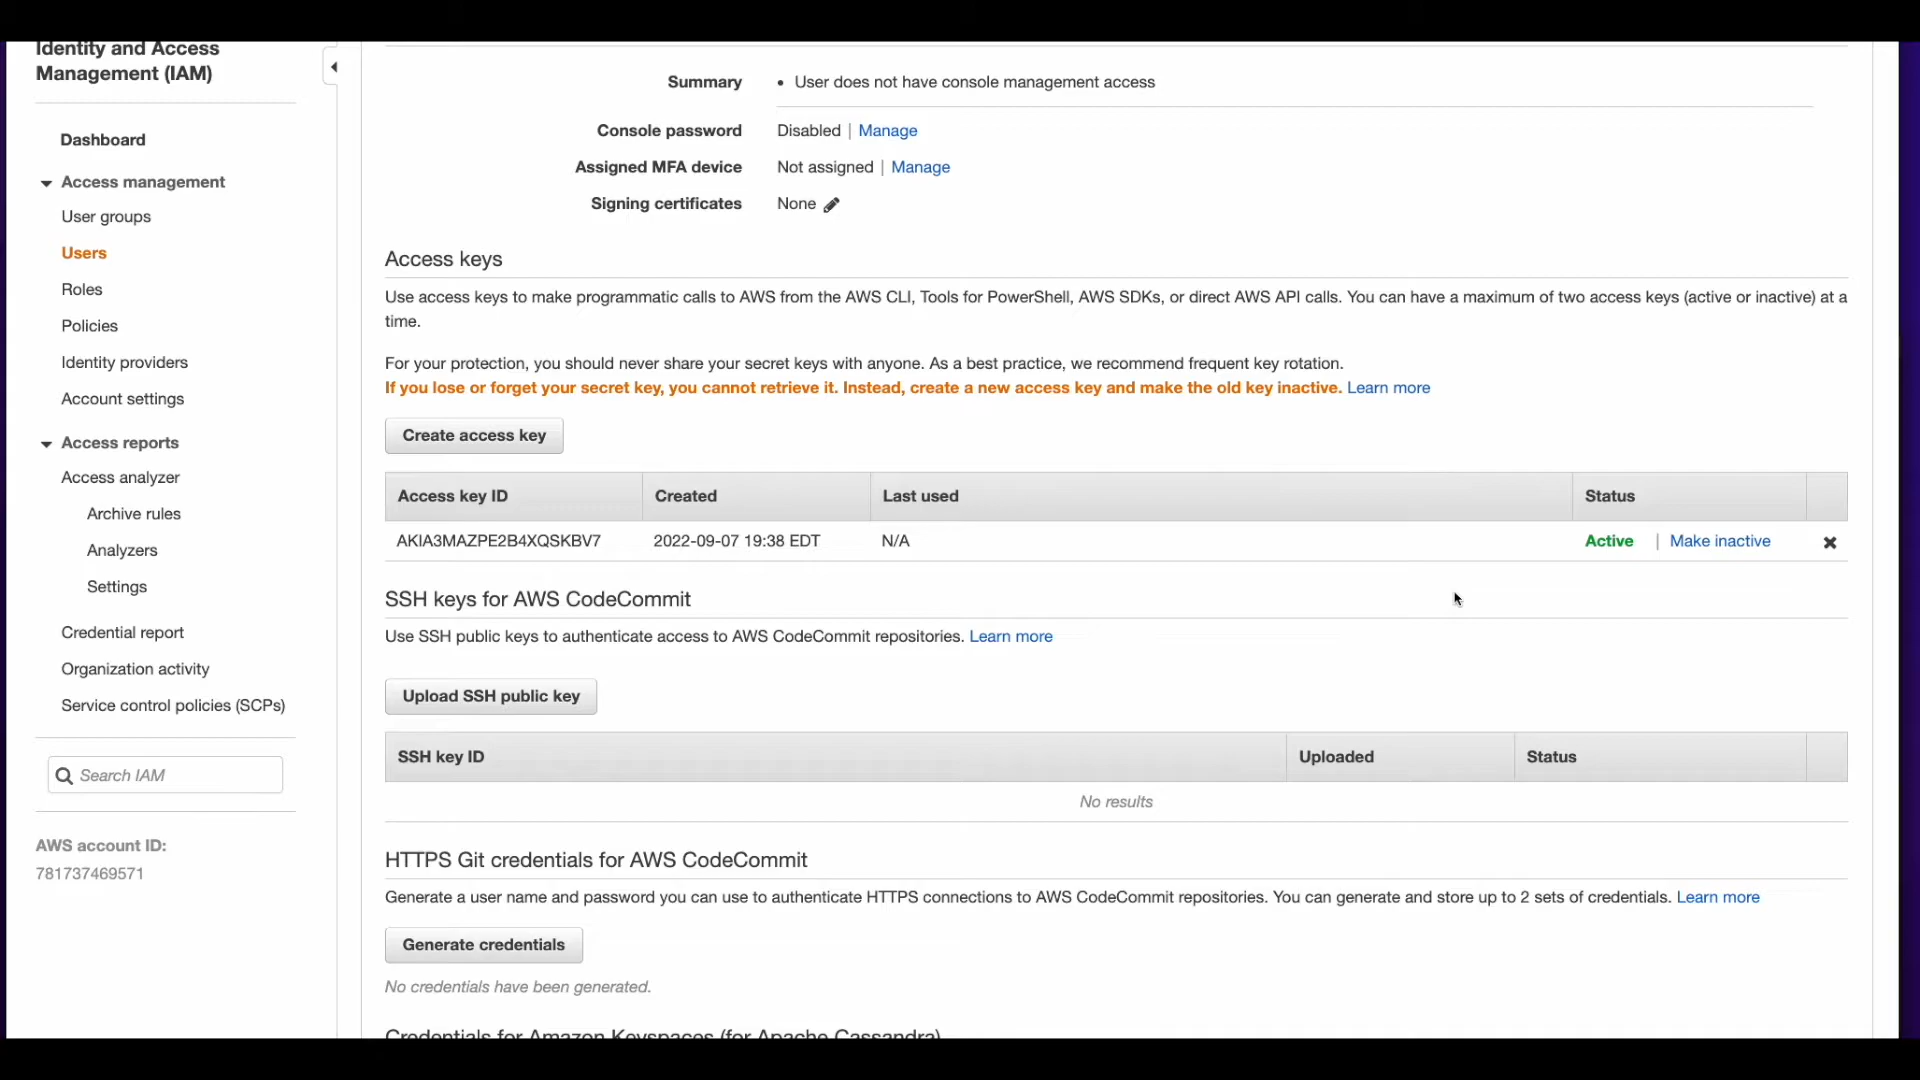 Identity and Access
Management (IAM)
Dashboard
Access management
User groups
Users
Roles
Policies
Identity providers
Account settings
Access reports
Access analyzer
Archive rules
Analyzers
Settings
Credential report
Organization activity
Service control policies (SCPs)
Search IAM
AWS account ID:
781737469571
Summary • User does not have console management access
Console password Disabled | Manage
Assigned MFA device Not assigned | Manage
Signing certificates None
Access keys
Use access keys to make programmatic calls to AWS from the AWS CLI, Tools for PowerShell, AWS SDKs, or direct AWS API calls. You can have a maximum of two access keys (active or inactive) at a
time.
For your protection, you should never share your secret keys with anyone. As a best practice, we recommend frequent key rotation.
If you lose or forget your secret key, you cannot retrieve it. Instead, create a new access key and make the old key inactive. Learn more
Create access key
Access key ID Created Last used Status
AKIA3MAZPE2B4XQSKBV7 2022-09-07 19:38 EDT N/A Active | Make inactive
SSH keys for AWS CodeCommit
Use SSH public keys to authenticate access to AWS CodeCommit repositories. Learn more
Upload SSH public key
SSH key ID Uploaded Status
No results
HTTPS Git credentials for AWS CodeCommit
Generate a user name and password you can use to authenticate HTTPS connections to AWS CodeCommit repositories. You can generate and store up to 2 sets of credentials. Learn more
Generate credentials
No credentials have been generated.
Credentials for Amazon Keyspaces (for Apache Cassandra)